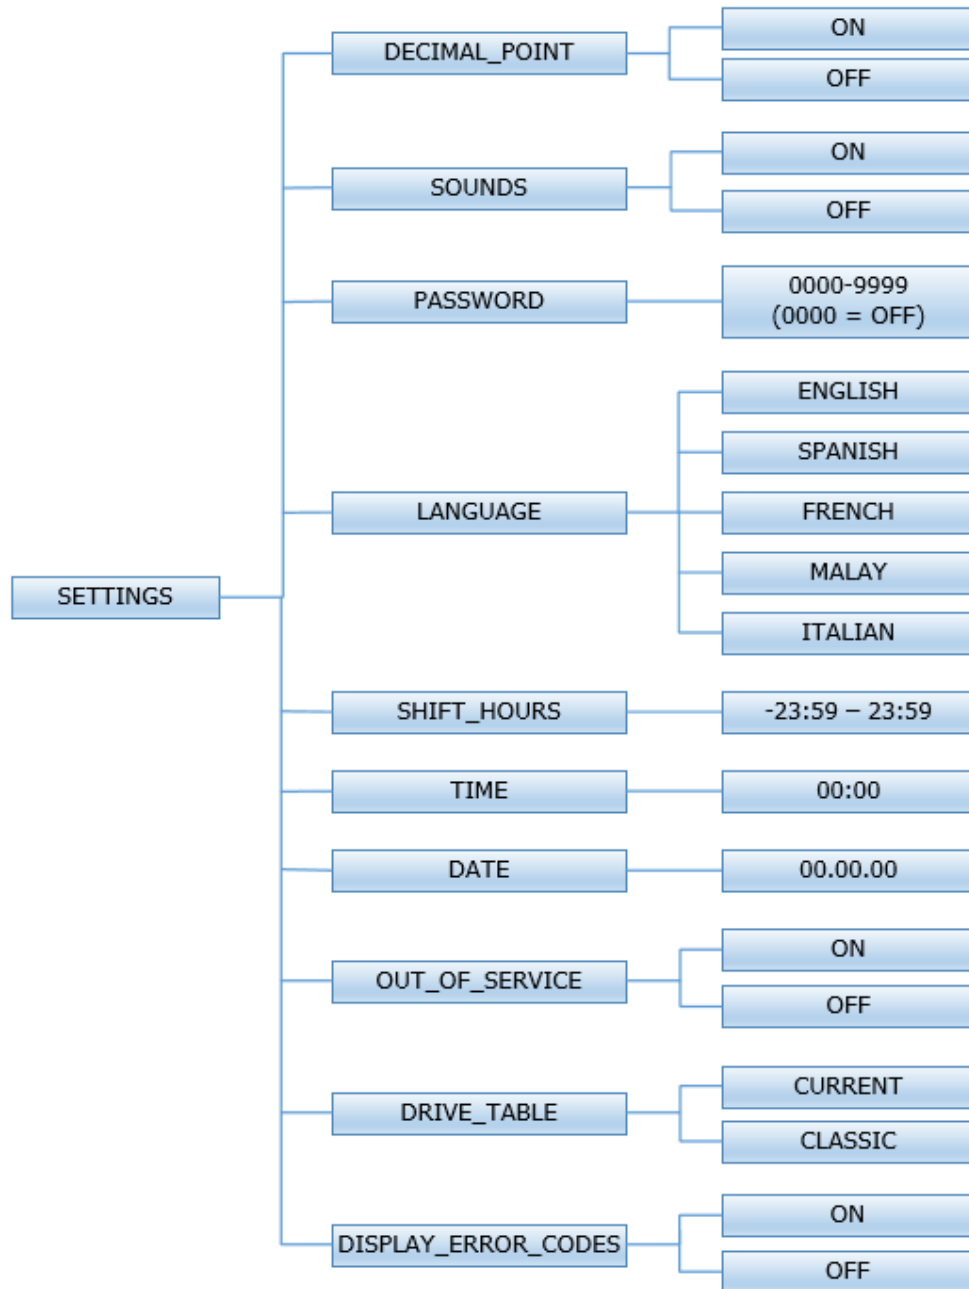 DECIMAL_POINT
ON
OFF
SOUNDS
ON
OFF
PASSWORD
0000-9999
(0000 = OFF)
LANGUAGE
ENGLISH
SPANISH
FRENCH
MALAY
ITALIAN
SETTINGS
SHIFT_HOURS
-23:59 – 23:59
TIME
00:00
DATE
00.00.00
OUT_OF_SERVICE
ON
OFF
DRIVE_TABLE
CURRENT
CLASSIC
DISPLAY_ERROR_CODES
ON
OFF